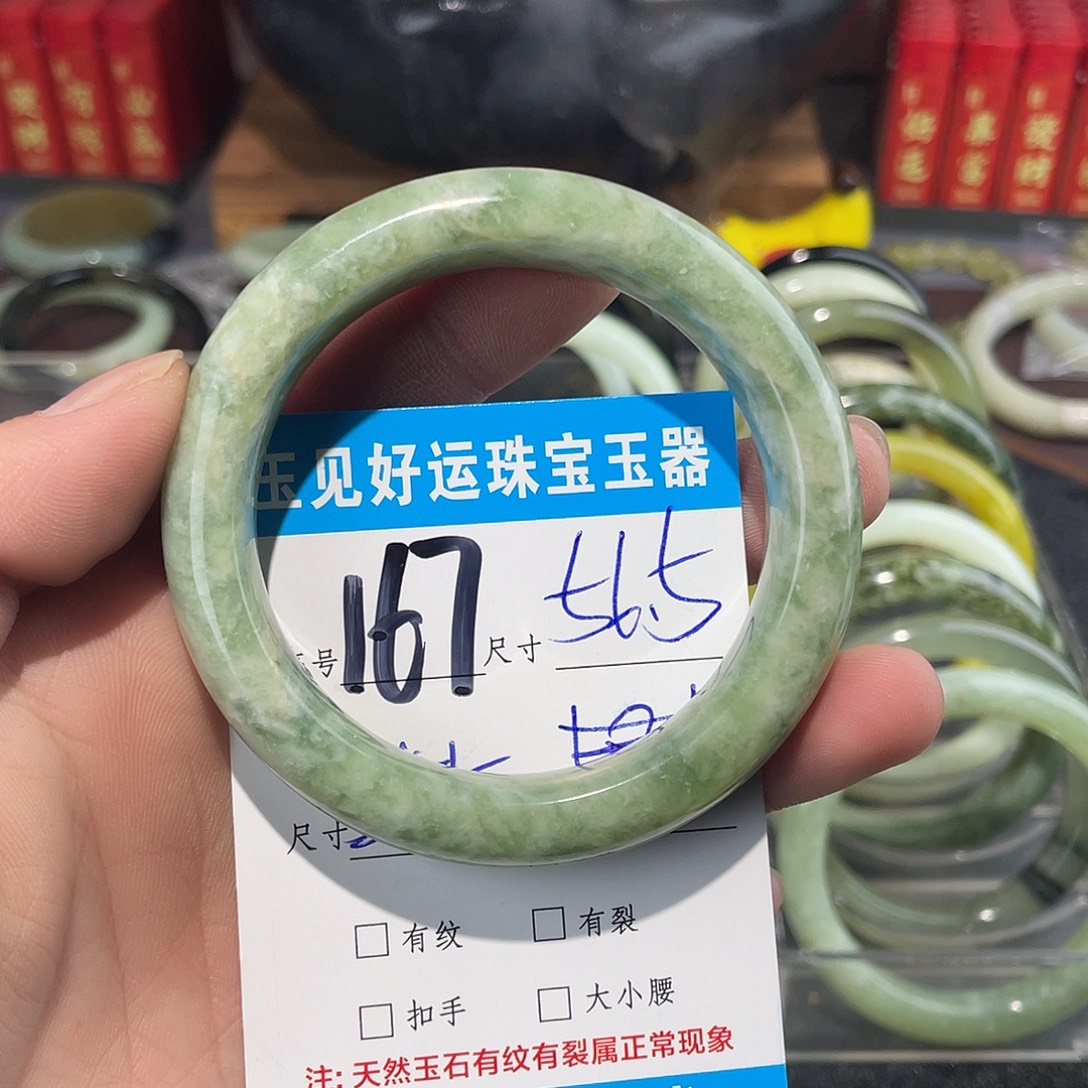 玉见好运珠宝玉器
号 167 尺寸 56.5
尺寸
有纹 有裂
扣手 大小腰
注: 天然玉石有纹有裂属正常现象